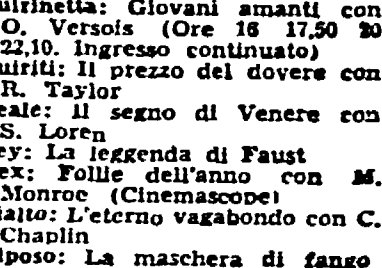 uirinetta: Giovani amanti con
O. Versois (Ore 16 17,50 20
22,10. Ingresso continuato)
uiriti: Il prezzo del dovere con
R. Taylor
eale: Il segno di Venere con
S. Loren
ey: La leggenda di Faust
ex: Follie dell'anno con M.
Monroe (Cinemascope)
ialto: L'eterno vagabondo con C.
Chaplin
iposo: La maschera di fango